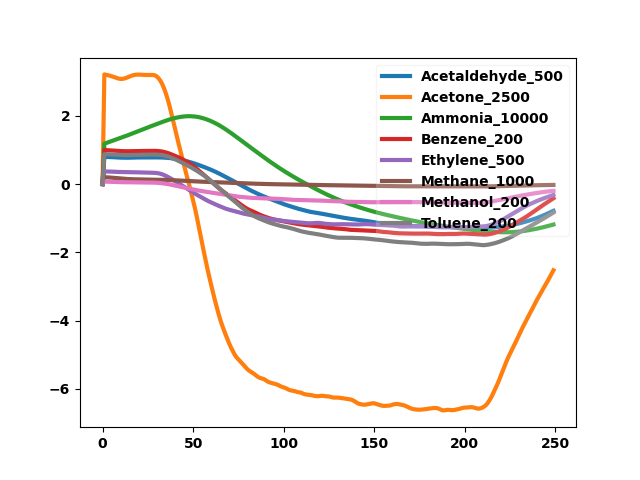 Acetaldehyde_500
Acetone_2500
Ammonia_10000
Benzene_200
Ethylene_500
Methane_1000
Methanol_200
Toluene_200
2
0
−2
−4
−6
0 50 100 150 200 250